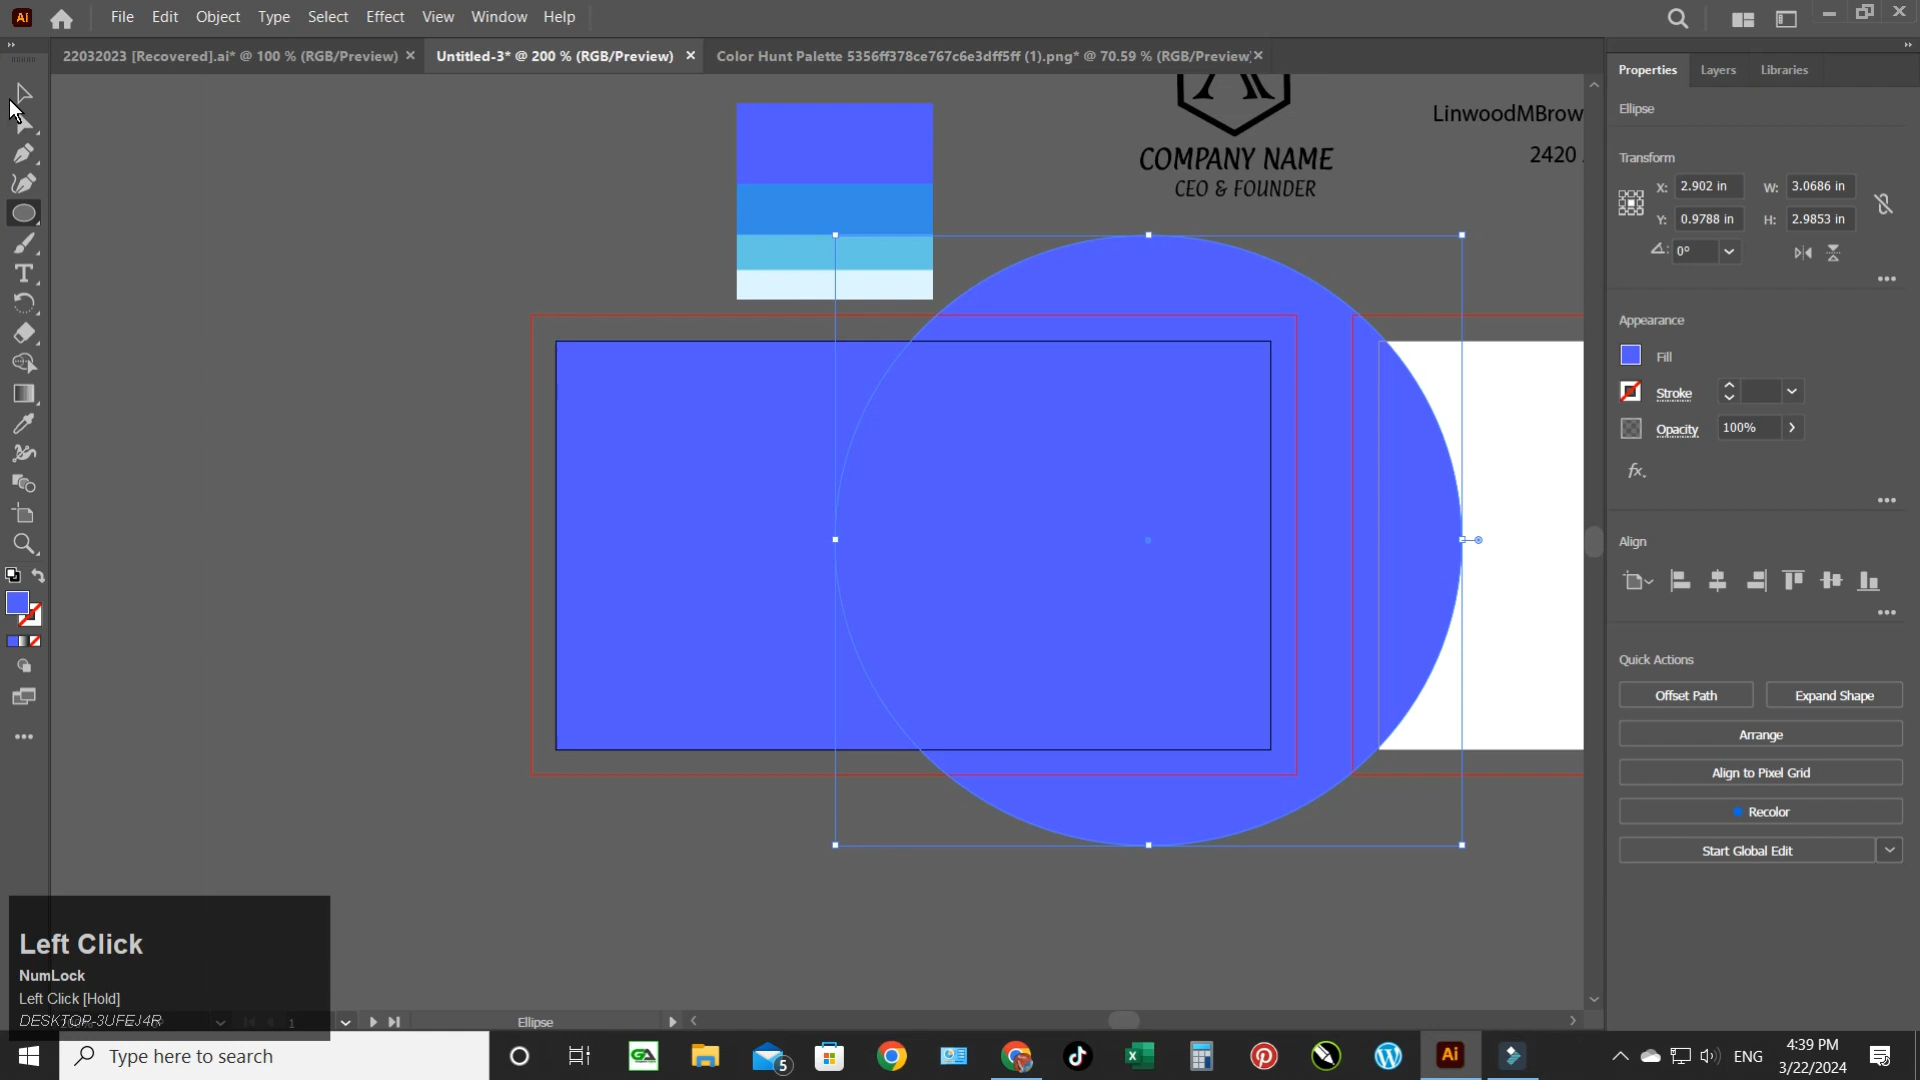 Ai File Edit Object Type Select Effect View Window Help
22032023 [Recovered].ai* @ 100 % (RGB/Preview) × Untitled-3* @ 200 % (RGB/Preview) × Color Hunt Palette 5356ff378ce767c6e3dff5ff (1).png* @ 70.59 % (RGB/Preview) ×
Properties Layers Libraries
Ellipse
LinwoodMBrow
Transform
COMPANY NAME
2420
CEO & FOUNDER
X: 2.902 in W: 3.0686 in
Y: 0.9788 in H: 2.9853 in
0°
Appearance
Fill
Stroke
Opacity 100%
fx.
Align
Quick Actions
Offset Path Expand Shape
Arrange
Align to Pixel Grid
Recolor
Start Global Edit
Left Click
NumLock
Left Click [Hold]
DESKTOP-3UFEJ4R
1
Ellipse
Type here to search
5
Ai
ENG
4:39 PM
3/22/2024